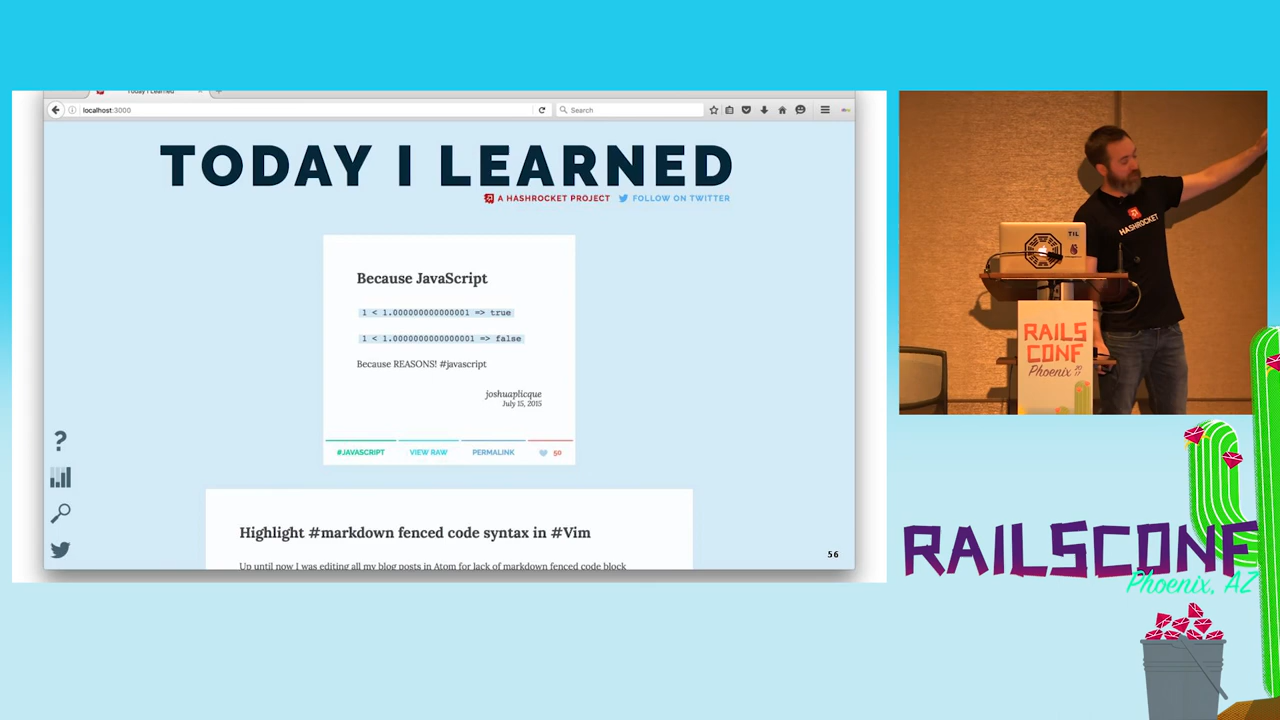 Today I Learned
localhost:3000
Search
TODAY I LEARNED
A HASHROCKET PROJECT FOLLOW ON TWITTER
Because JavaScript
1 < 1.000000000000001 => true
1 < 1.0000000000000001 => false
Because REASONS! #javascript
joshuaplicque
July 15, 2015
#JAVASCRIPT VIEW RAW PERMALINK 50
?
Highlight #markdown fenced code syntax in #Vim
Up until now I was editing all my blog posts in Atom for lack of markdown fenced code block
56
HASHROCKET
TIL
RAILS
CONF
Phoenix 2017
RAILSCONF
Phoenix, AZ